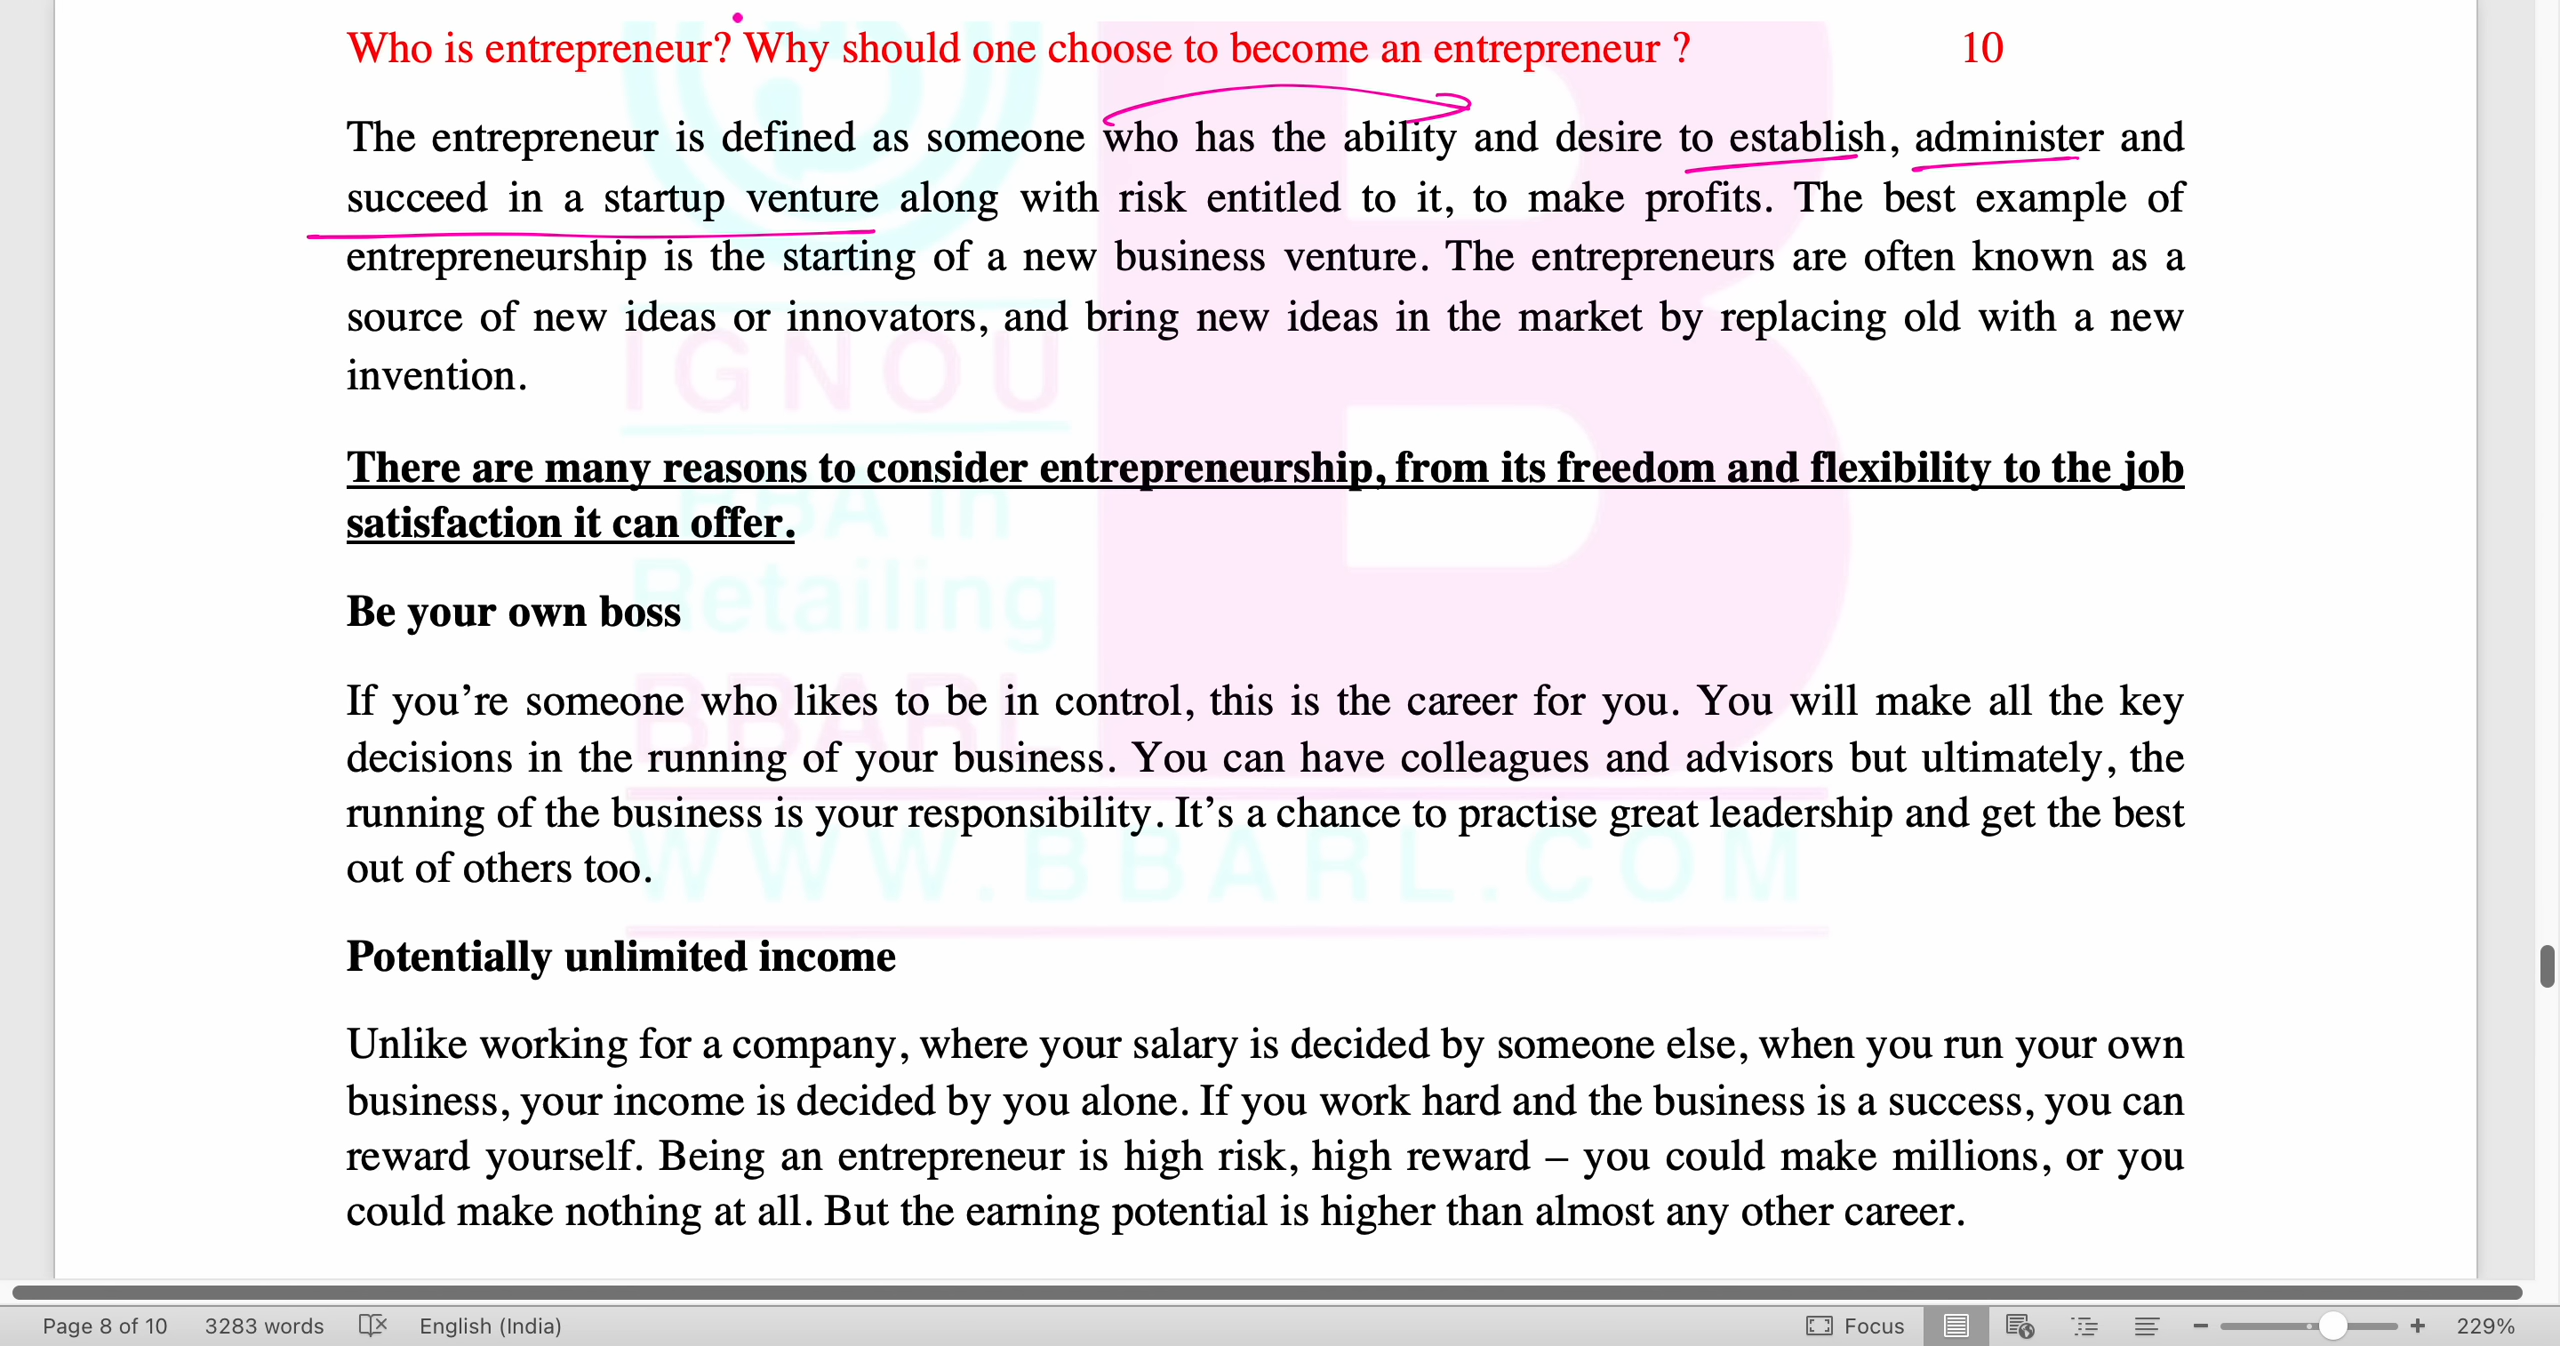 Who is entrepreneur? Why should one choose to become an entrepreneur ? 10
The entrepreneur is defined as someone who has the ability and desire to establish, administer and
succeed in a startup venture along with risk entitled to it, to make profits. The best example of
entrepreneurship is the starting of a new business venture. The entrepreneurs are often known as a
source of new ideas or innovators, and bring new ideas in the market by replacing old with a new
invention.
There are many reasons to consider entrepreneurship, from its freedom and flexibility to the job
satisfaction it can offer.
Be your own boss
If you’re someone who likes to be in control, this is the career for you. You will make all the key
decisions in the running of your business. You can have colleagues and advisors but ultimately, the
running of the business is your responsibility. It’s a chance to practise great leadership and get the best
out of others too.
Potentially unlimited income
Unlike working for a company, where your salary is decided by someone else, when you run your own
business, your income is decided by you alone. If you work hard and the business is a success, you can
reward yourself. Being an entrepreneur is high risk, high reward – you could make millions, or you
could make nothing at all. But the earning potential is higher than almost any other career.
IGNOU
BBA in
Retailing
BBARL
WWW.BBARL.COM
Page 8 of 10 3283 words English (India) Focus 229%